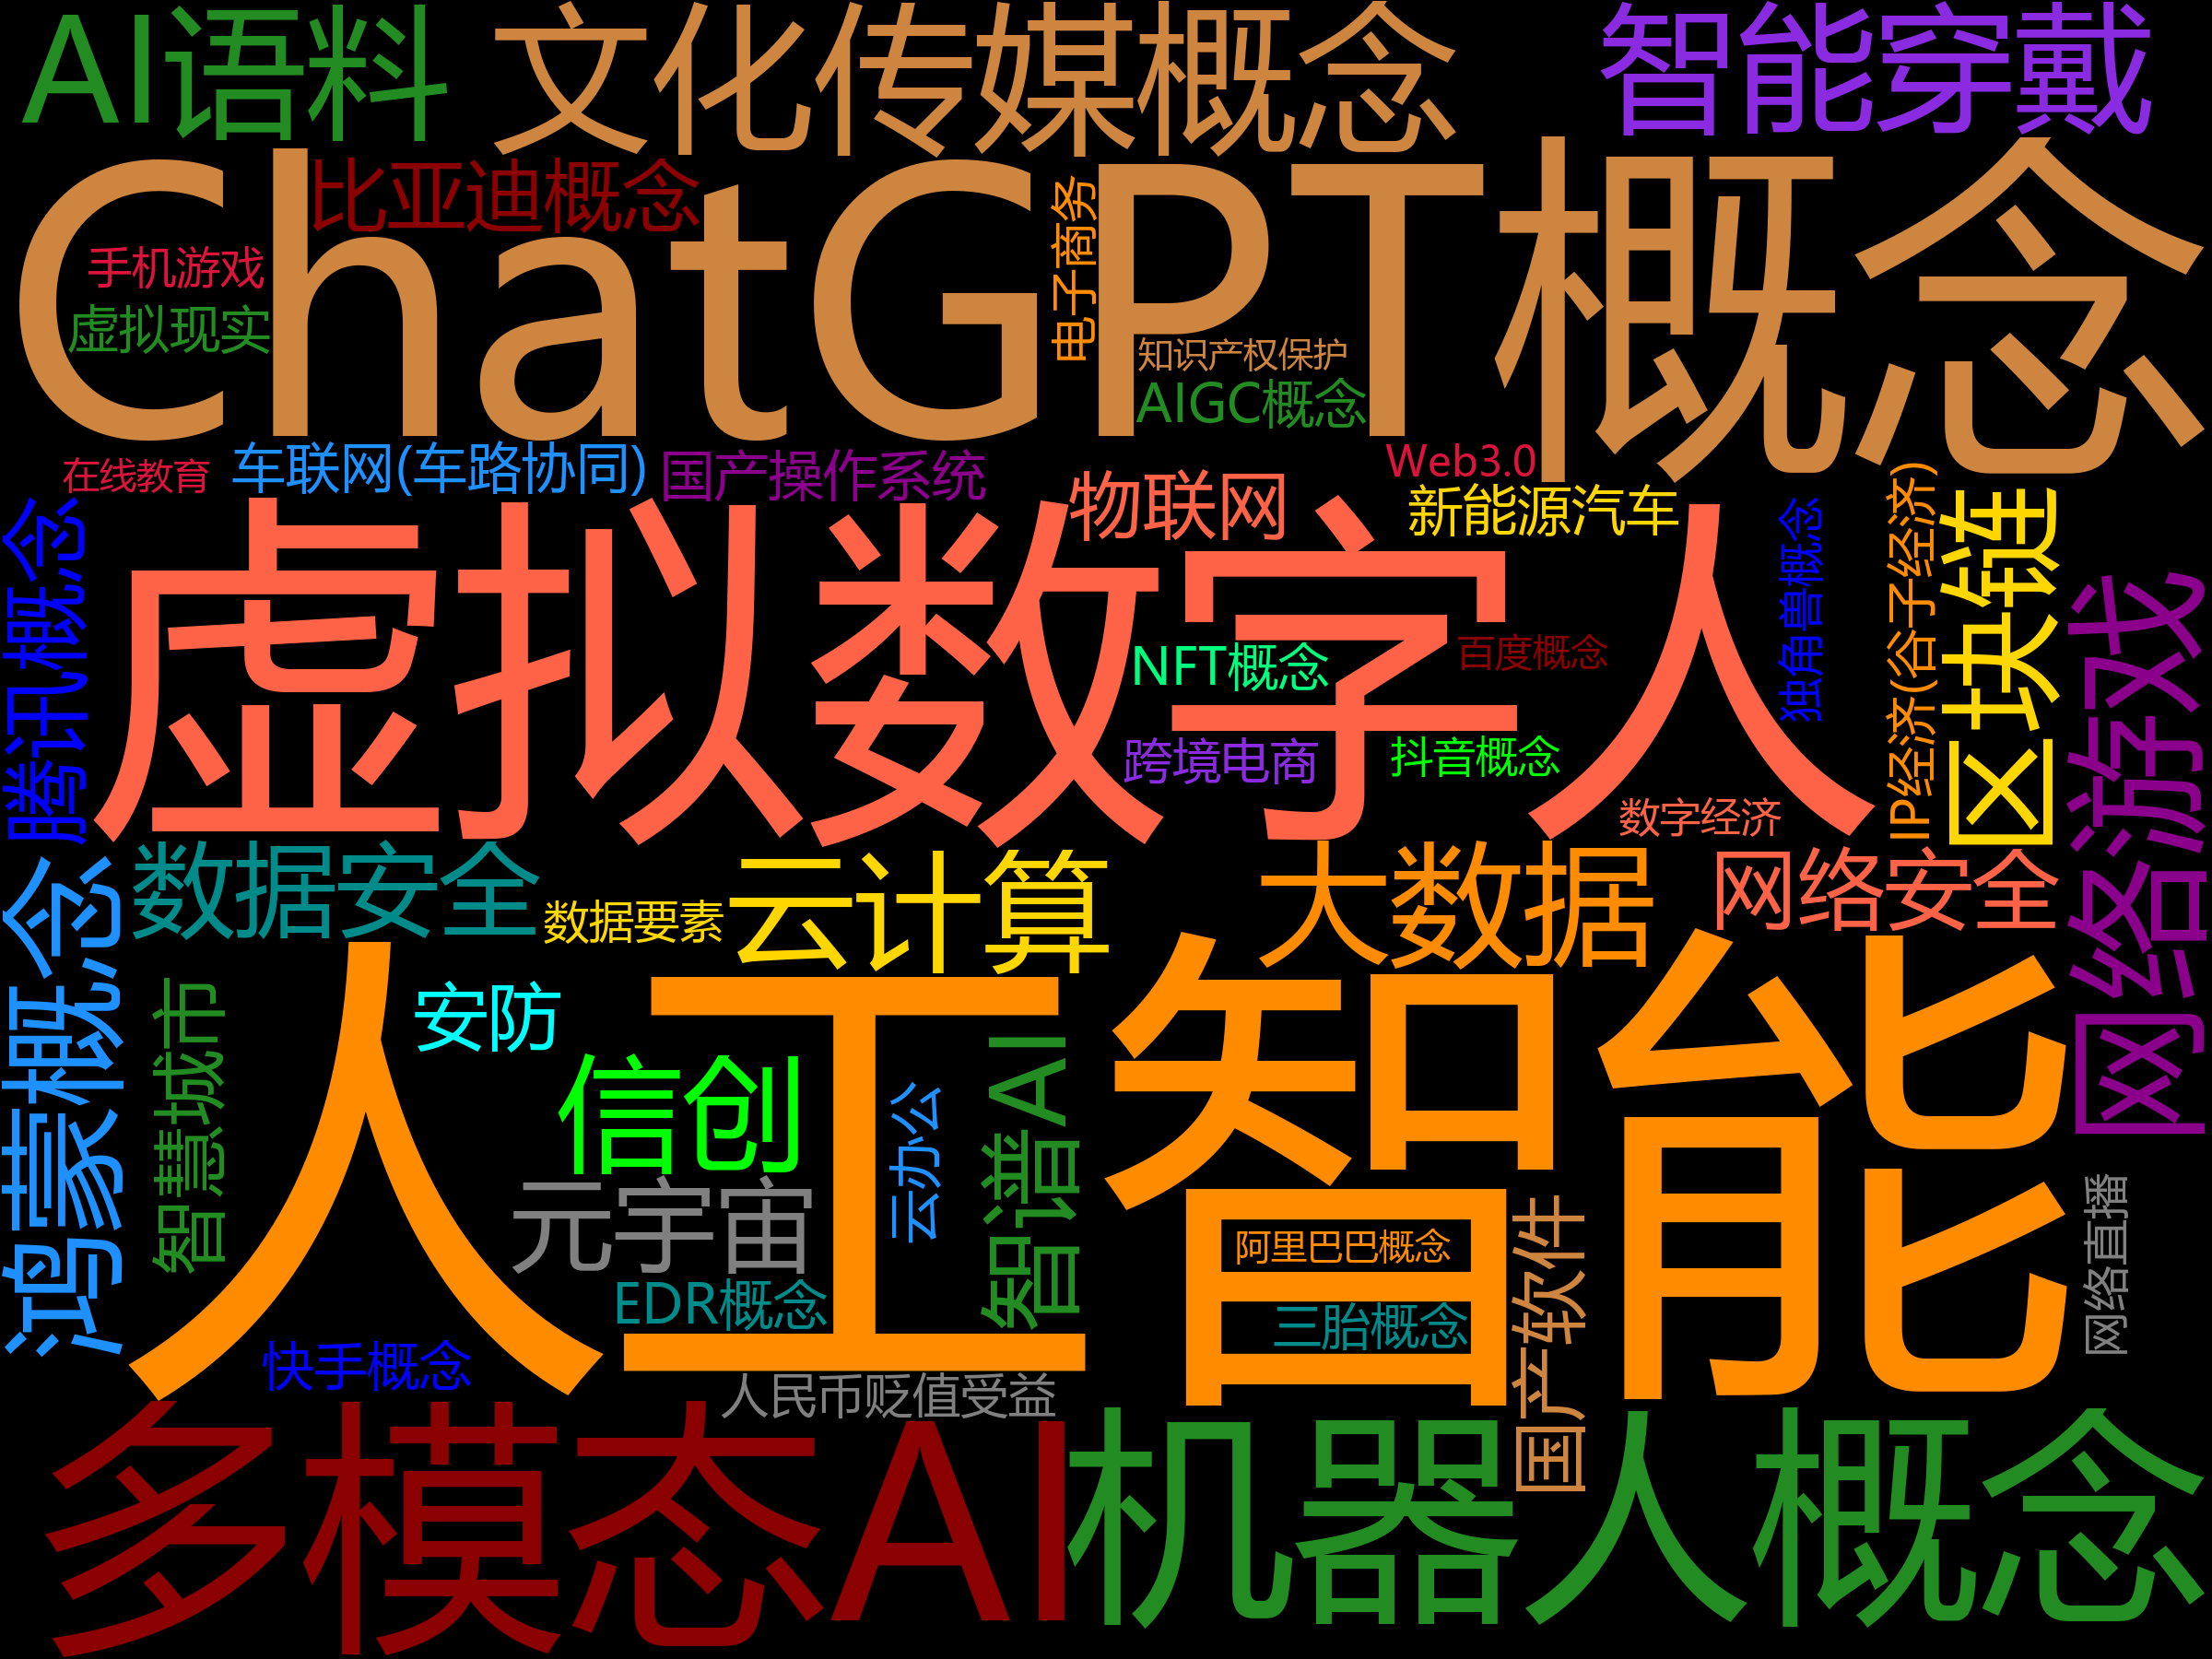 AI语料
文化传媒概念
智能穿戴
ChatGPT概念
比亚迪概念
手机游戏
虚拟现实
电子商务
知识产权保护
AIGC概念
在线教育
车联网(车路协同)
国产操作系统
物联网
Web3.0
新能源汽车
腾讯概念
虚拟数字人
NFT概念
百度概念
跨境电商
抖音概念
数字经济
独角兽概念
IP经济(谷子经济)
区块链
网络游戏
数据安全
数据要素
云计算
大数据
网络安全
鸿蒙概念
智慧城市
人工智能
安防
信创
元宇宙
EDR概念
云办公
智谱AI
阿里巴巴概念
三胎概念
国产软件
网络直播
快手概念
人民币贬值受益
多模态AI
机器人概念